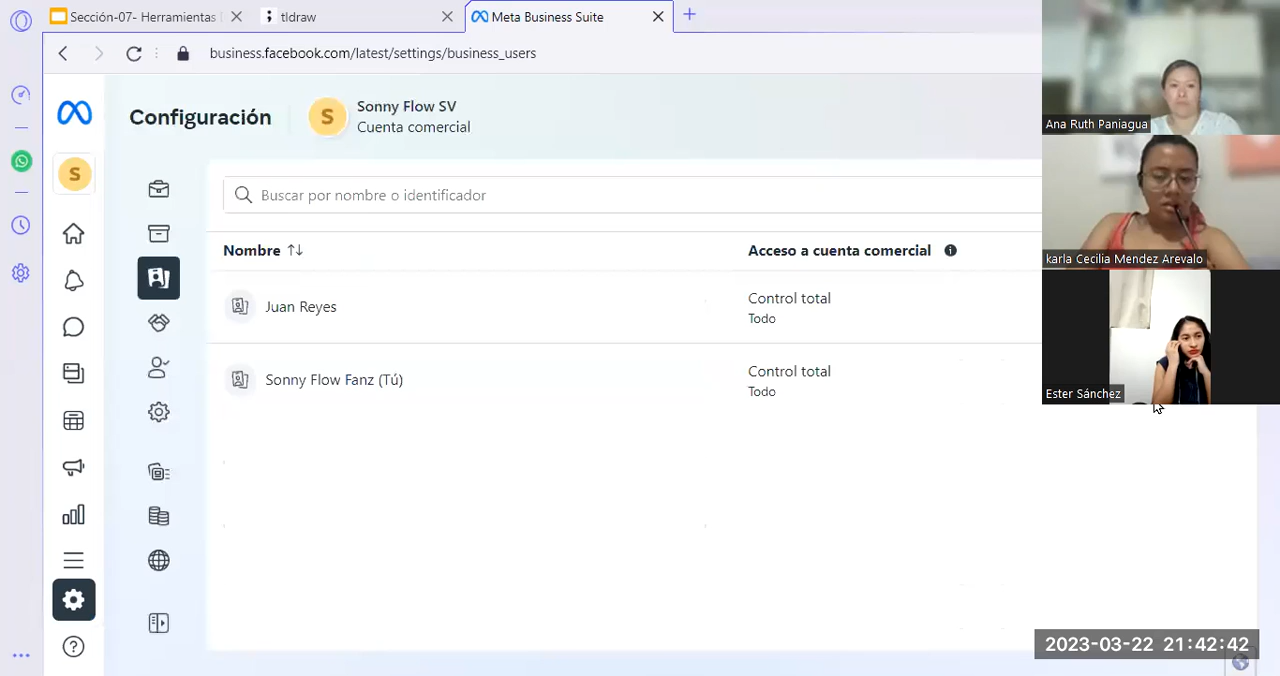 Sección-07- Herramientas
tldraw
Meta Business Suite
business.facebook.com/latest/settings/business_users
Configuración
S
Sonny Flow SV
Cuenta comercial
S
Buscar por nombre o identificador
Nombre
Acceso a cuenta comercial
Juan Reyes
Control total
Todo
Sonny Flow Fanz (Tú)
Control total
Todo
Ana Ruth Paniagua
karla Cecilia Mendez Arevalo
Ester Sánchez
2023-03-22 21:42:42